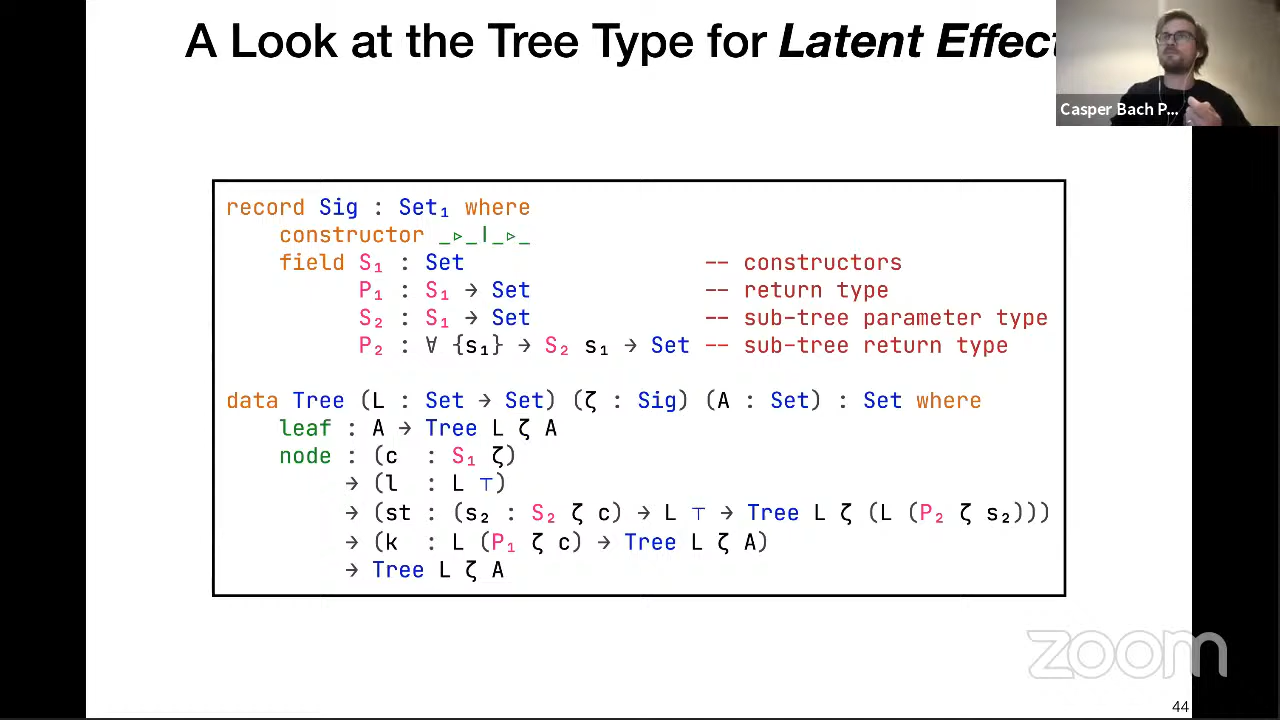 A Look at the Tree Type for Latent Effect
Casper Bach P...
record Sig : Set₁ where
constructor _▹_∣_▹_
field S₁ : Set -- constructors
P₁ : S₁ → Set -- return type
S₂ : S₁ → Set -- sub-tree parameter type
P₂ : ∀ {s₁} → S₂ s₁ → Set -- sub-tree return type
data Tree (L : Set → Set) (ζ : Sig) (A : Set) : Set where
leaf : A → Tree L ζ A
node : (c : S₁ ζ)
→ (l : L ⊤)
→ (st : (s₂ : S₂ ζ c) → L ⊤ → Tree L ζ (L (P₂ ζ s₂)))
→ (k : L (P₁ ζ c) → Tree L ζ A)
→ Tree L ζ A
zoom
44